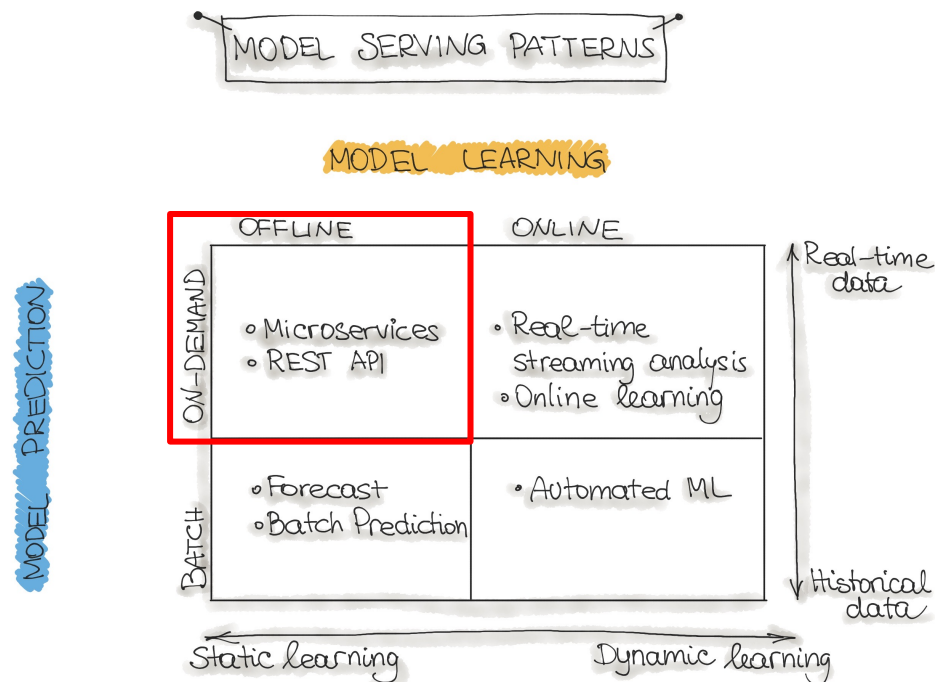 MODEL SERVING PATTERNS
MODEL LEARNING
OFFLINE
ONLINE
MODEL PREDICTION
ON-DEMAND
• Microservices
• REST API
• Real-time
streaming analysis
• Online learning
Real-time
data
BATCH
• Forecast
• Batch Prediction
• Automated ML
Historical
data
Static learning
Dynamic learning